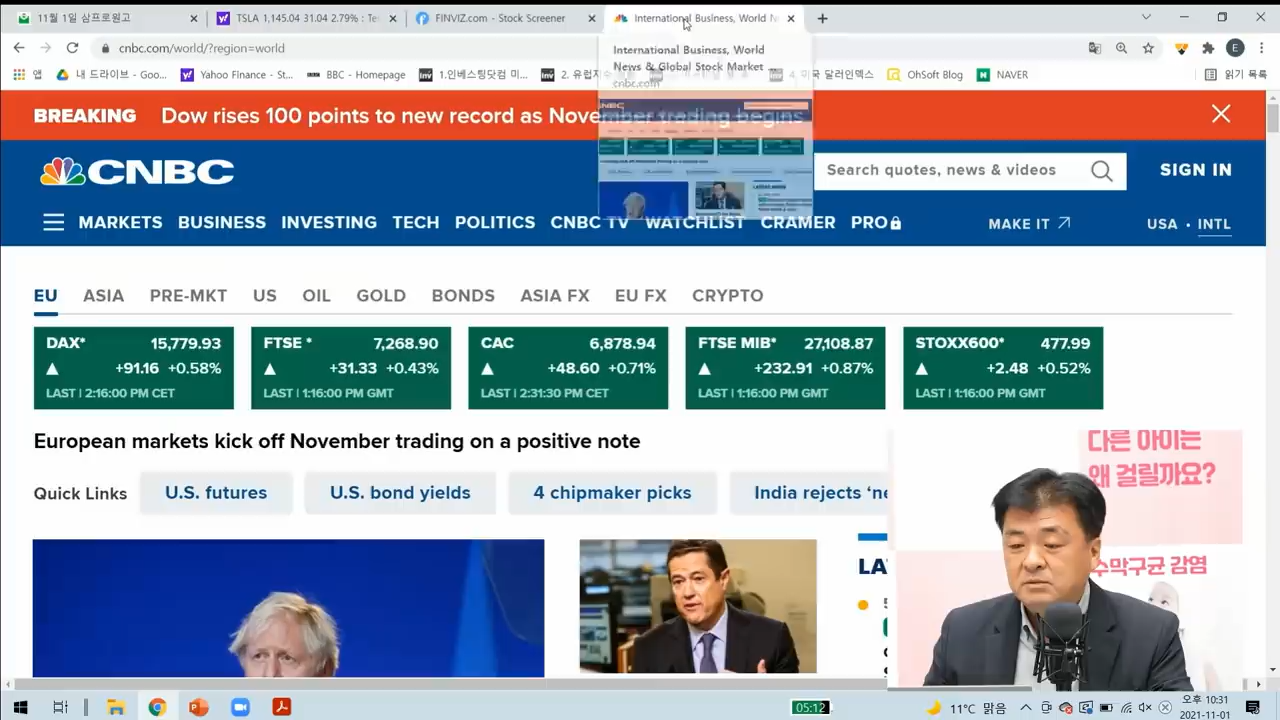 11월 1일 삼프로원고
TSLA 1,145.04 31.04 2.79% : Te
FINVIZ.com - Stock Screener
International Business, World N
cnbc.com/world/?region=world
International Business, World
News & Global Stock Market
cnbc.com
앱
내 드라이브 - Goo...
Yahoo Finance - St...
BBC - Homepage
1.인베스팅닷컴 미...
2. 유럽지수
4. 미국 달러인덱스
OhSoft Blog
NAVER
읽기 목록
BREAKING
Dow rises 100 points to new record as November trading begins
CNBC
Search quotes, news & videos
SIGN IN
MARKETS
BUSINESS
INVESTING
TECH
POLITICS
CNBC TV
WATCHLIST
CRAMER
PRO
MAKE IT
USA • INTL
EU
ASIA
PRE-MKT
US
OIL
GOLD
BONDS
ASIA FX
EU FX
CRYPTO
DAX* 15,779.93
+91.16 +0.58%
LAST | 2:16:00 PM CET
FTSE * 7,268.90
+31.33 +0.43%
LAST | 1:16:00 PM GMT
CAC 6,878.94
+48.60 +0.71%
LAST | 2:31:30 PM CET
FTSE MIB* 27,108.87
+232.91 +0.87%
LAST | 1:16:00 PM GMT
STOXX600* 477.99
+2.48 +0.52%
LAST | 1:16:00 PM GMT
European markets kick off November trading on a positive note
Quick Links
U.S. futures
U.S. bond yields
4 chipmaker picks
India rejects ‘ne
LA
다른 아이는
왜 걸릴까요?
수막구균 감염
05:12
11°C 맑음
오후 10:31
2021-11-01